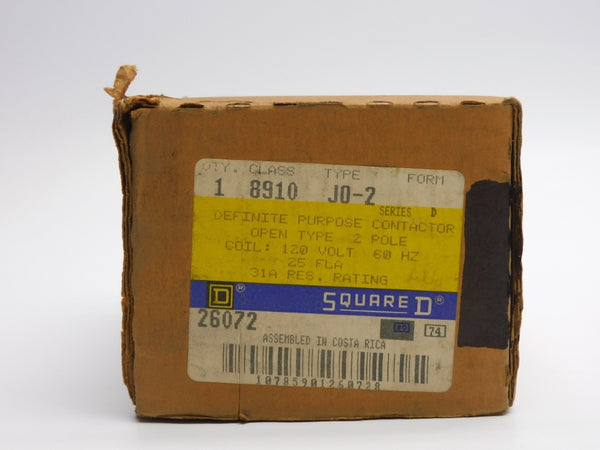 QTY. CLASS TYPE FORM
1 8910 JO-2
SERIES D
DEFINITE PURPOSE CONTACTOR
OPEN TYPE 2 POLE
COIL: 120 VOLT 60 HZ
25 FLA
31A RES. RATING
D ® SQUARE D ®
26072
74
ASSEMBLED IN COSTA RICA
10785901260728